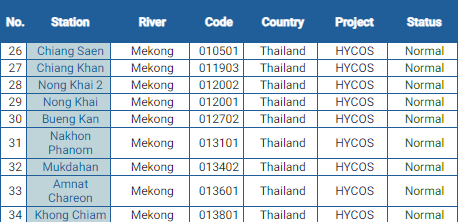 No. Station River Code Country Project Status
26 Chiang Saen Mekong 010501 Thailand HYCOS Normal
27 Chiang Khan Mekong 011903 Thailand HYCOS Normal
28 Nong Khai 2 Mekong 012002 Thailand HYCOS Normal
29 Nong Khai Mekong 012001 Thailand HYCOS Normal
30 Bueng Kan Mekong 012702 Thailand HYCOS Normal
31 Nakhon Phanom Mekong 013101 Thailand HYCOS Normal
32 Mukdahan Mekong 013402 Thailand HYCOS Normal
33 Amnat Chareon Mekong 013601 Thailand HYCOS Normal
34 Khong Chiam Mekong 013801 Thailand HYCOS Normal